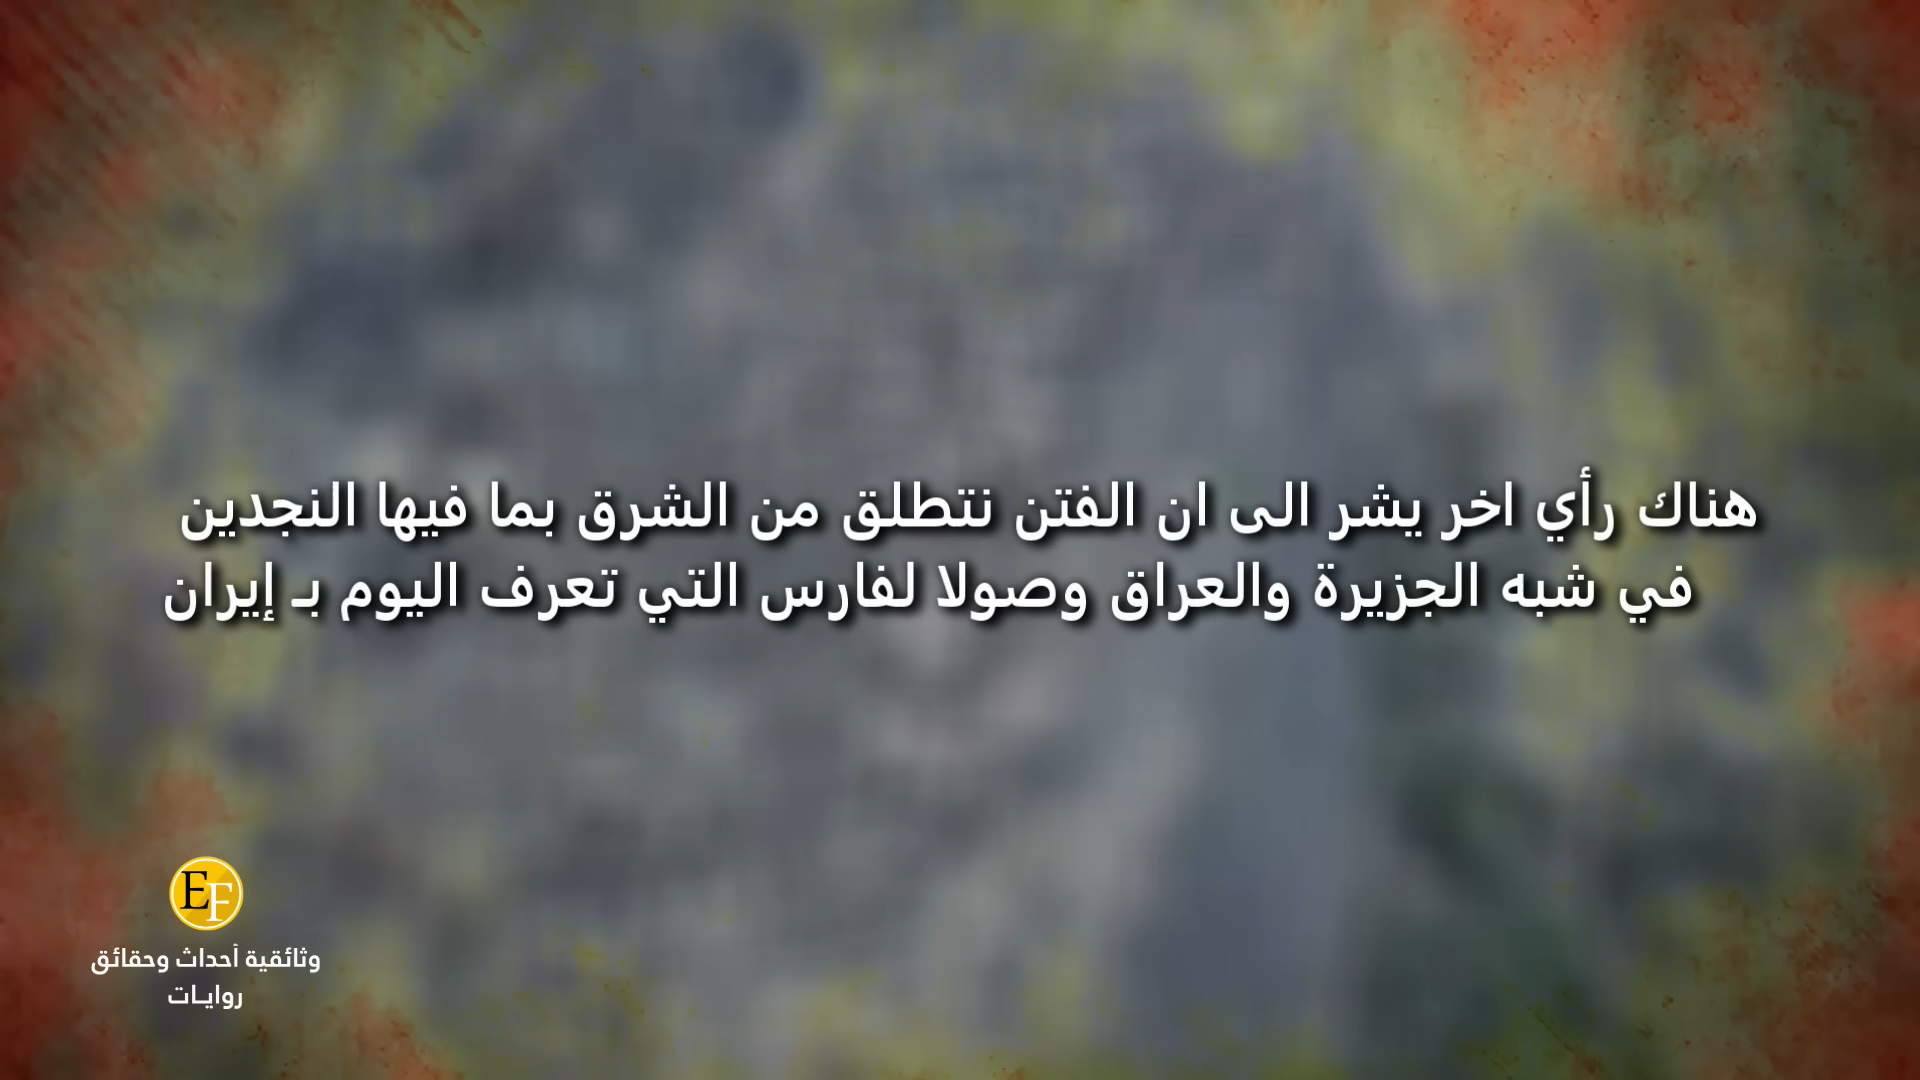 هناك رأي اخر يشر الى ان الفتن نتطلق من الشرق بما فيها النجدين
في شبه الجزيرة والعراق وصولا لفارس التي تعرف اليوم بـ إيران
EF
وثائقية أحداث وحقائق
روايـات